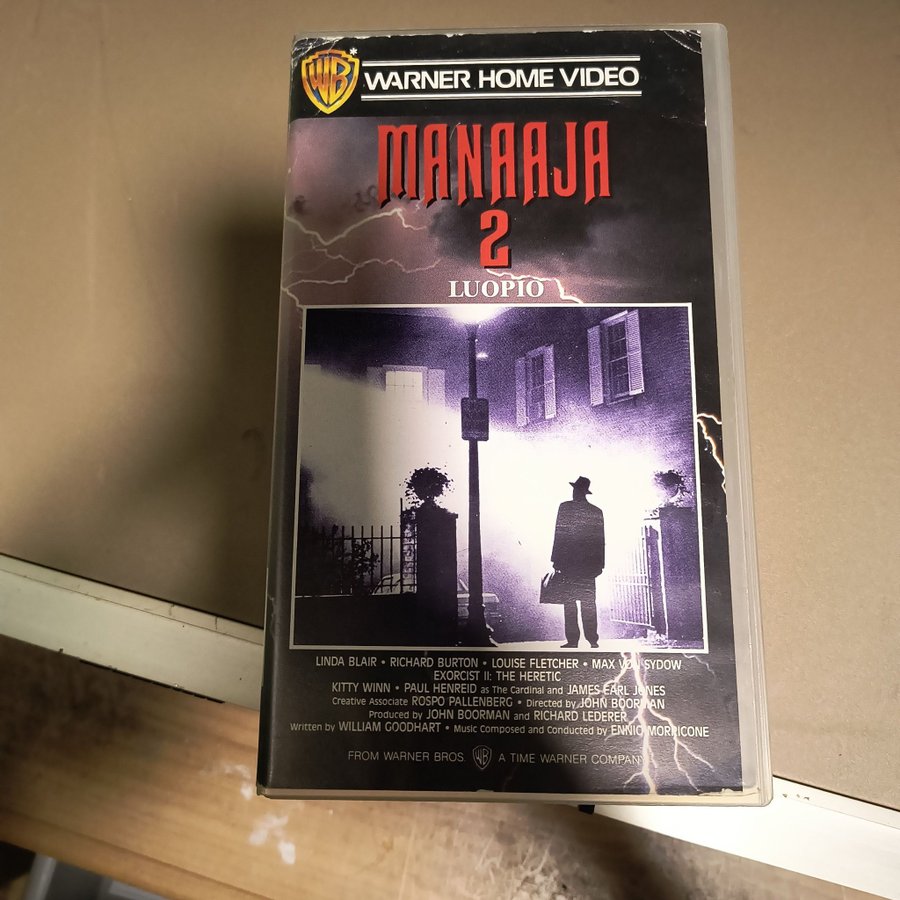 WB
WARNER HOME VIDEO
MANAAJA
2
LUOPIO
LINDA BLAIR • RICHARD BURTON • LOUISE FLETCHER • MAX VON SYDOW
EXORCIST II: THE HERETIC
KITTY WINN • PAUL HENREID as The Cardinal and JAMES EARL JONES
Creative Associate ROSPO PALLENBERG • Directed by JOHN BOORMAN
Produced by JOHN BOORMAN and RICHARD LEDERER
Written by WILLIAM GOODHART • Music Composed and Conducted by ENNIO MORRICONE
FROM WARNER BROS. WB A TIME WARNER COMPANY